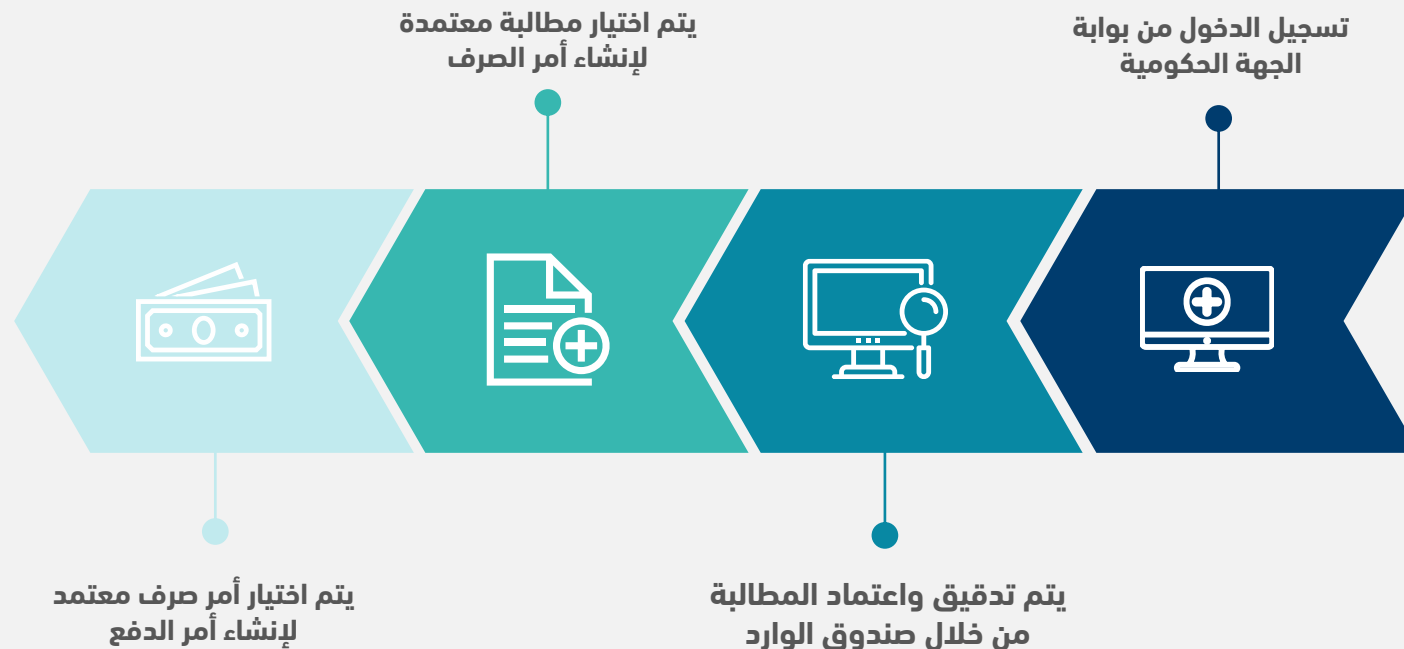 تسجيل الدخول من بوابة
الجهة الحكومية
يتم تدقيق واعتماد المطالبة
من خلال صندوق الوارد
يتم اختيار مطالبة معتمدة
لإنشاء أمر الصرف
يتم اختيار أمر صرف معتمد
لإنشاء أمر الدفع